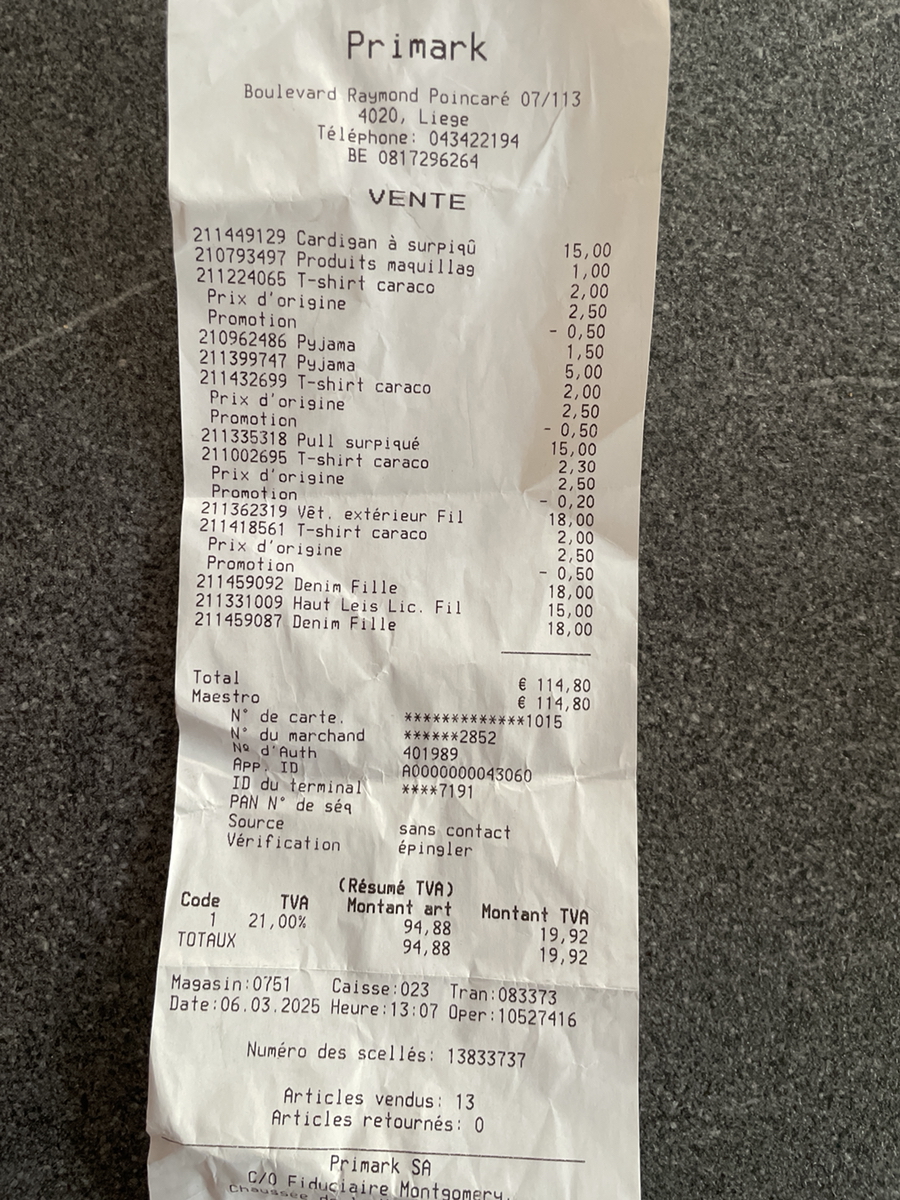 Primark
Boulevard Raymond Poincaré 07/113
4020, Liege
Téléphone: 043422194
BE 0817296264
VENTE
211449129 Cardigan à surpiqû 15,00
210793497 Produits maquillag 1,00
211224065 T-shirt caraco 2,00
Prix d'origine 2,50
Promotion - 0,50
210962486 Pyjama 1,50
211399747 Pyjama 5,00
211432699 T-shirt caraco 2,00
Prix d'origine 2,50
Promotion - 0,50
211335318 Pull surpiqué 15,00
211002695 T-shirt caraco 2,30
Prix d'origine 2,50
Promotion - 0,20
211362319 Vêt. extérieur Fil 18,00
211418561 T-shirt caraco 2,00
Prix d'origine 2,50
Promotion - 0,50
211459092 Denim Fille 18,00
211331009 Haut Leis Lic. Fil 15,00
211459087 Denim Fille 18,00
Total € 114,80
Maestro € 114,80
N° de carte. *************1015
N° du marchand ******2852
Nº d'Auth 401989
App. ID A0000000043060
ID du terminal ****7191
PAN N° de séq
Source sans contact
Vérification épingler
(Résumé TVA)
Code TVA Montant art Montant TVA
1 21,00% 94,88 19,92
TOTAUX 94,88 19,92
Magasin:0751 Caisse:023 Tran:083373
Date:06.03.2025 Heure:13:07 Oper:10527416
Numéro des scellés: 13833737
Articles vendus: 13
Articles retournés: 0
Primark SA
C/O Fiduciaire Montgomery,
Chaussée